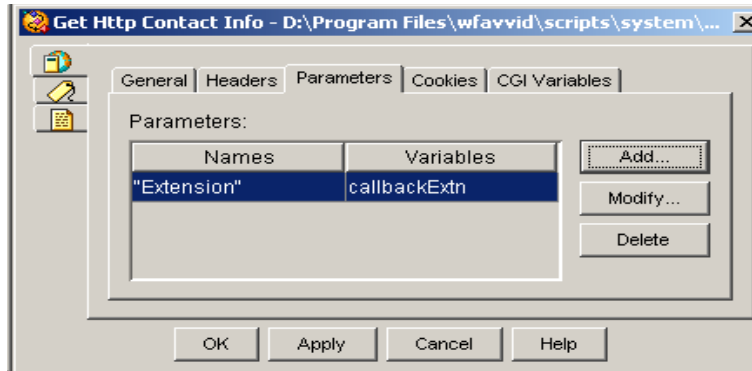 Get Http Contact Info - D:\Program Files\wfavvid\scripts\system\...
General Headers Parameters Cookies CGI Variables
Parameters:
Names Variables Add...
"Extension" callbackExtn
Modify...
Delete
OK Apply Cancel Help